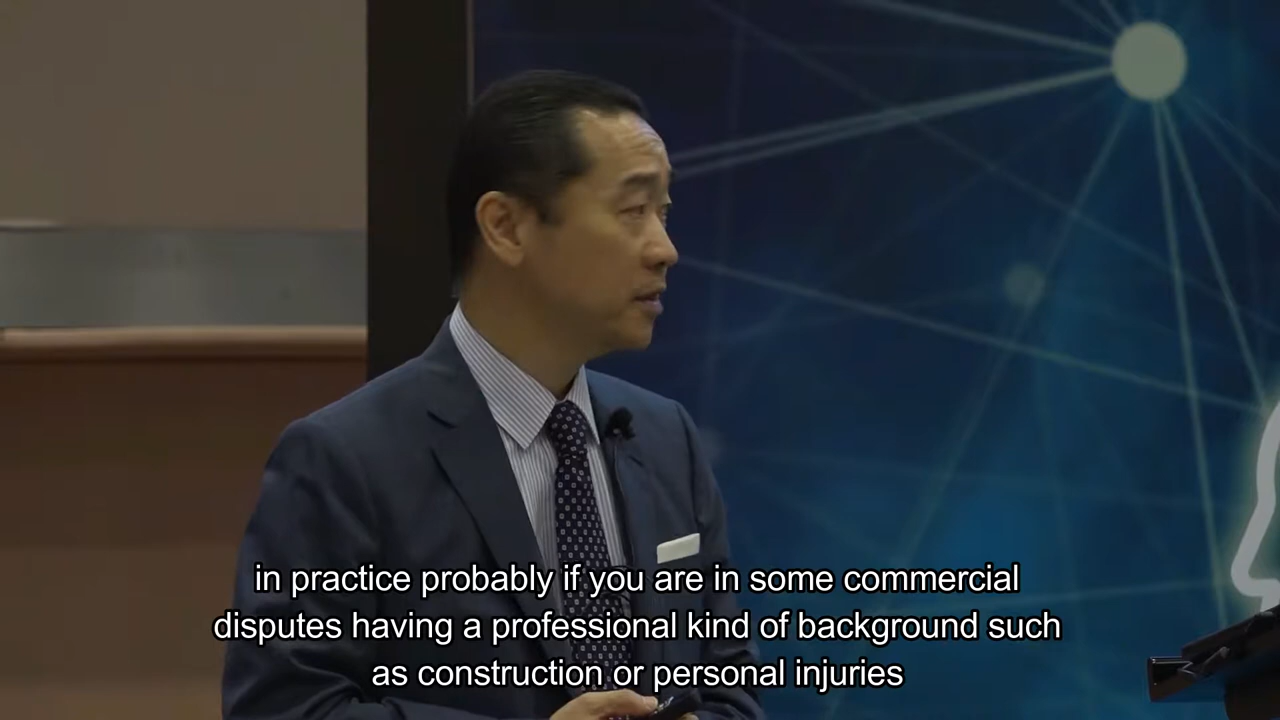 in practice probably if you are in some commercial
disputes having a professional kind of background such
as construction or personal injuries